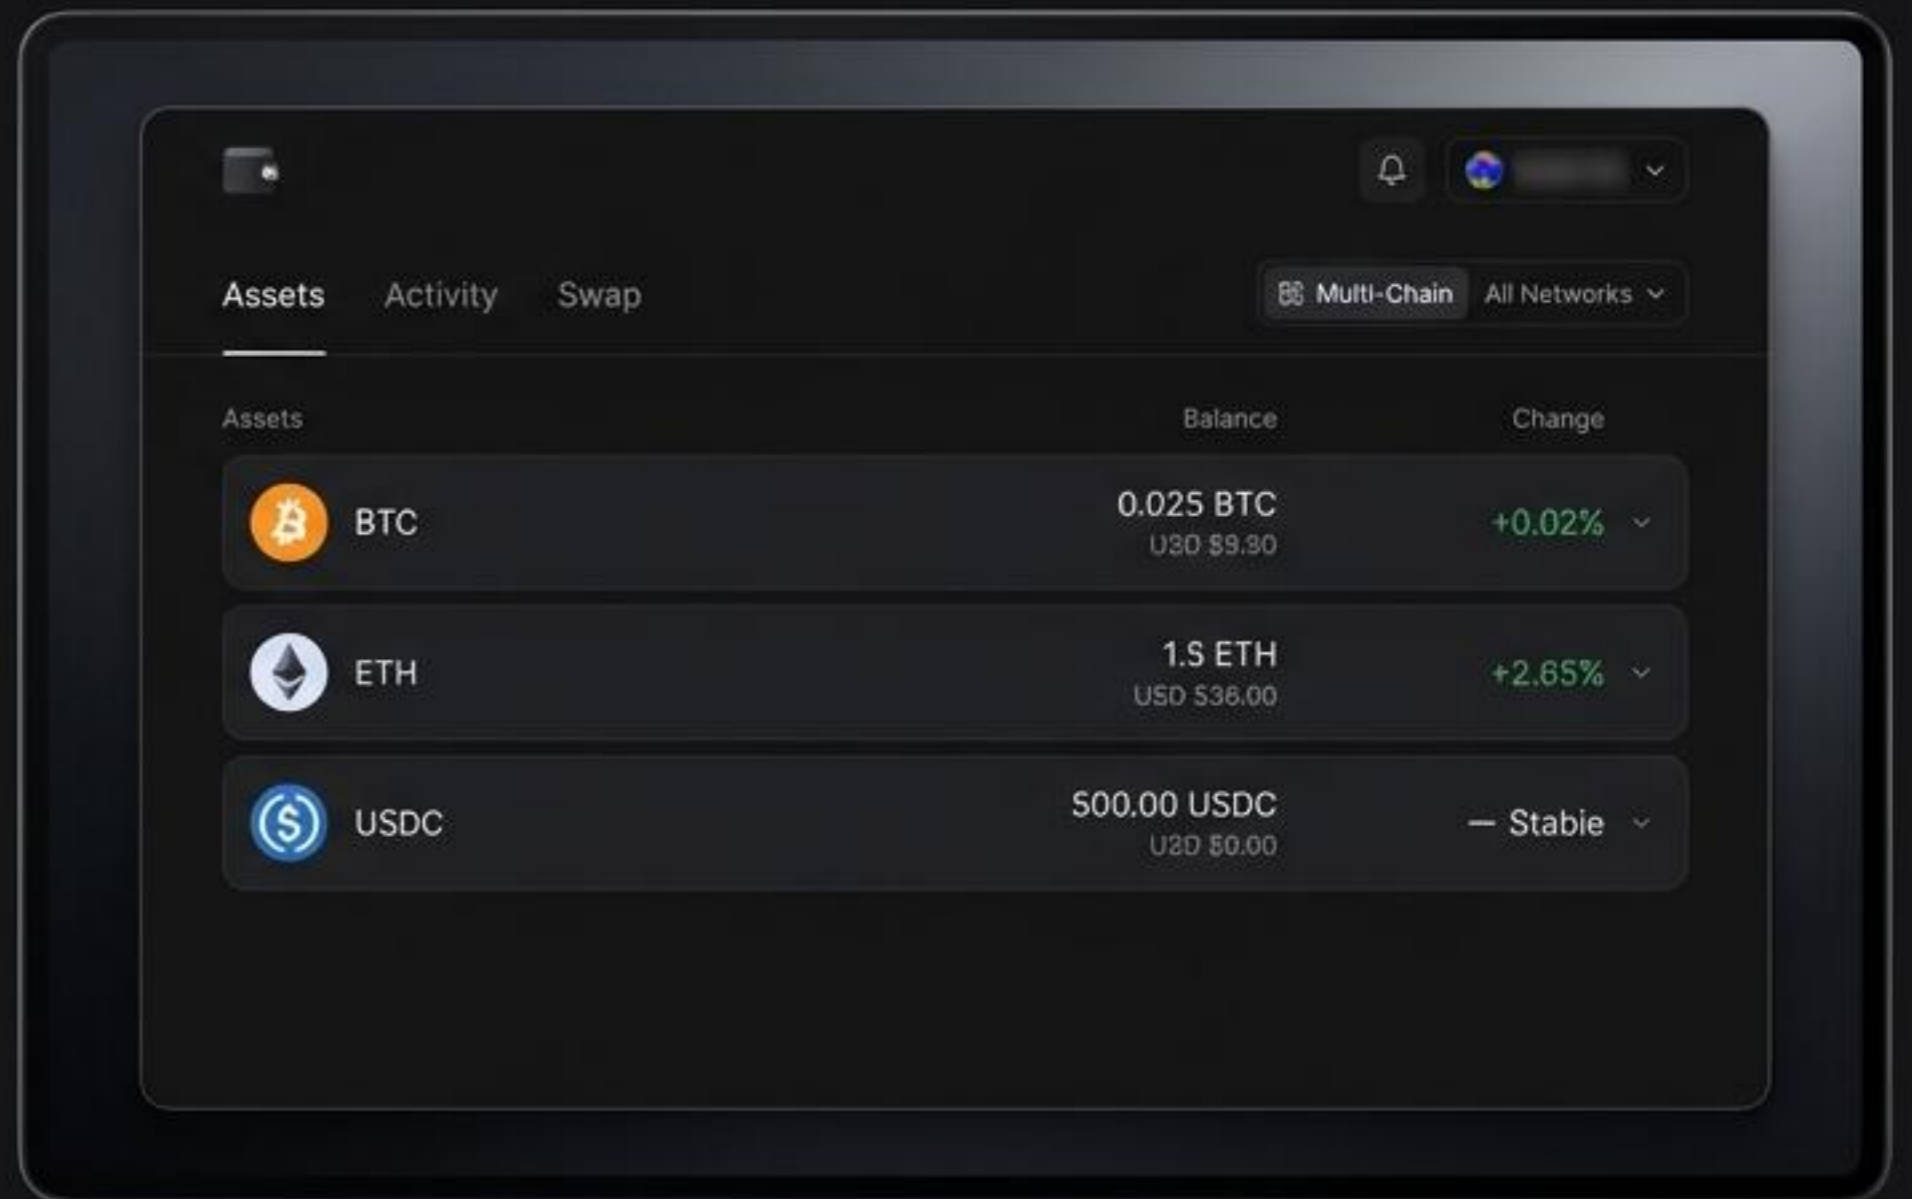 Assets Activity Swap
Multi-Chain All Networks
Assets Balance Change
BTC 0.025 BTC +0.02%
U3D $9.30
ETH 1.S ETH +2.65%
USD S36.00
USDC S00.00 USDC — Stabie
U2D $0.00